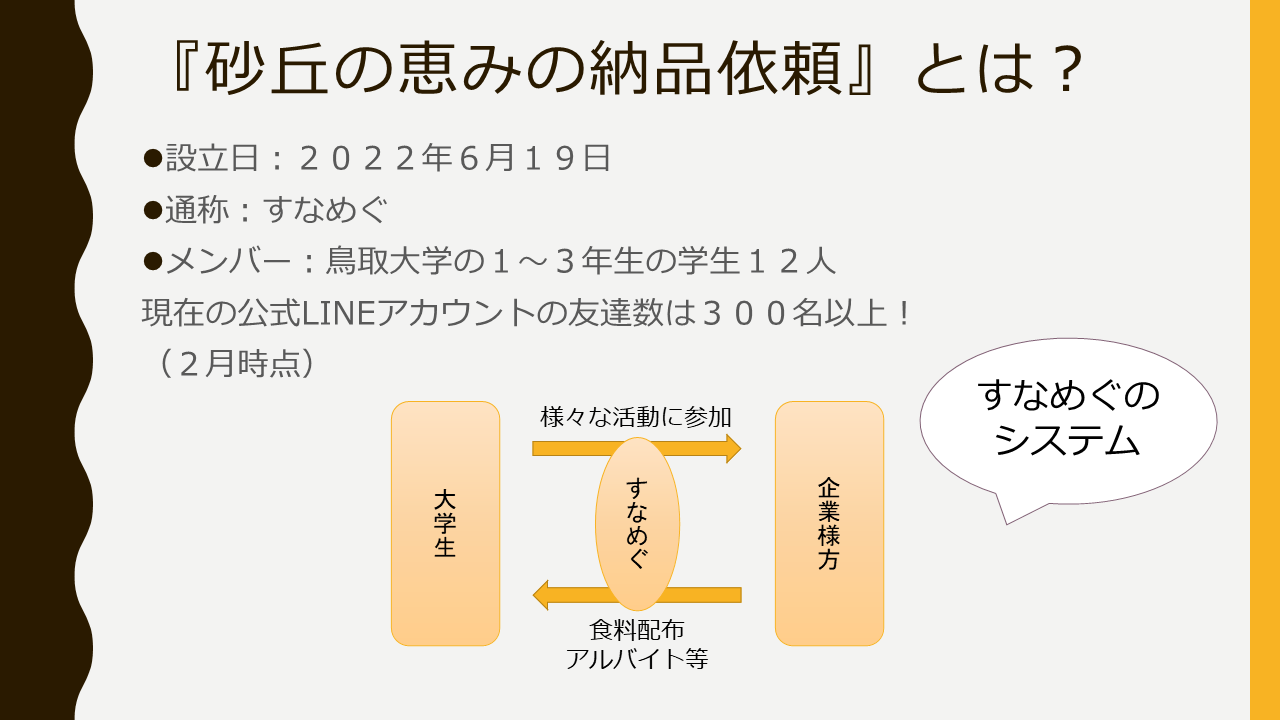 『砂丘の恵みの納品依頼』とは？
●設立日：２０２２年６月１９日
●通称：すなめぐ
●メンバー：鳥取大学の１～３年生の学生１２人
現在の公式LINEアカウントの友達数は３００名以上！
（２月時点）
すなめぐの
システム
様々な活動に参加
大学生
すなめぐ
企業様方
食料配布
アルバイト等